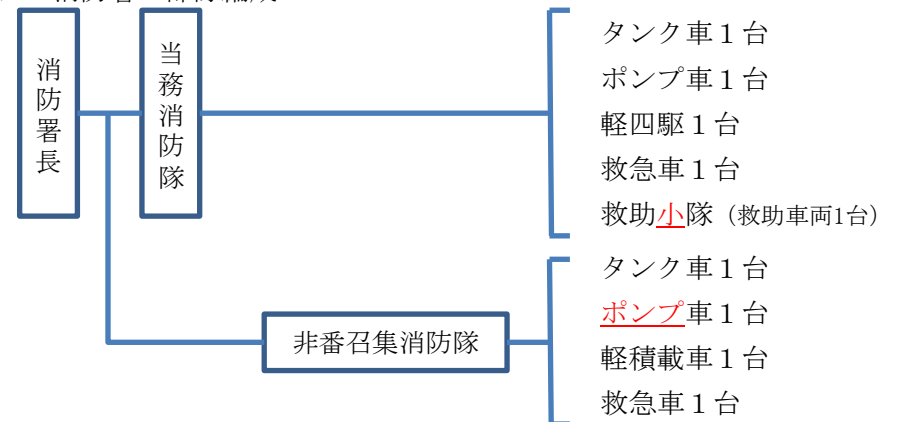 消防署長
当務消防隊
タンク車１台
ポンプ車１台
軽四駆１台
救急車１台
救助小隊（救助車両1台）
非番召集消防隊
タンク車１台
ポンプ車１台
軽積載車１台
救急車１台